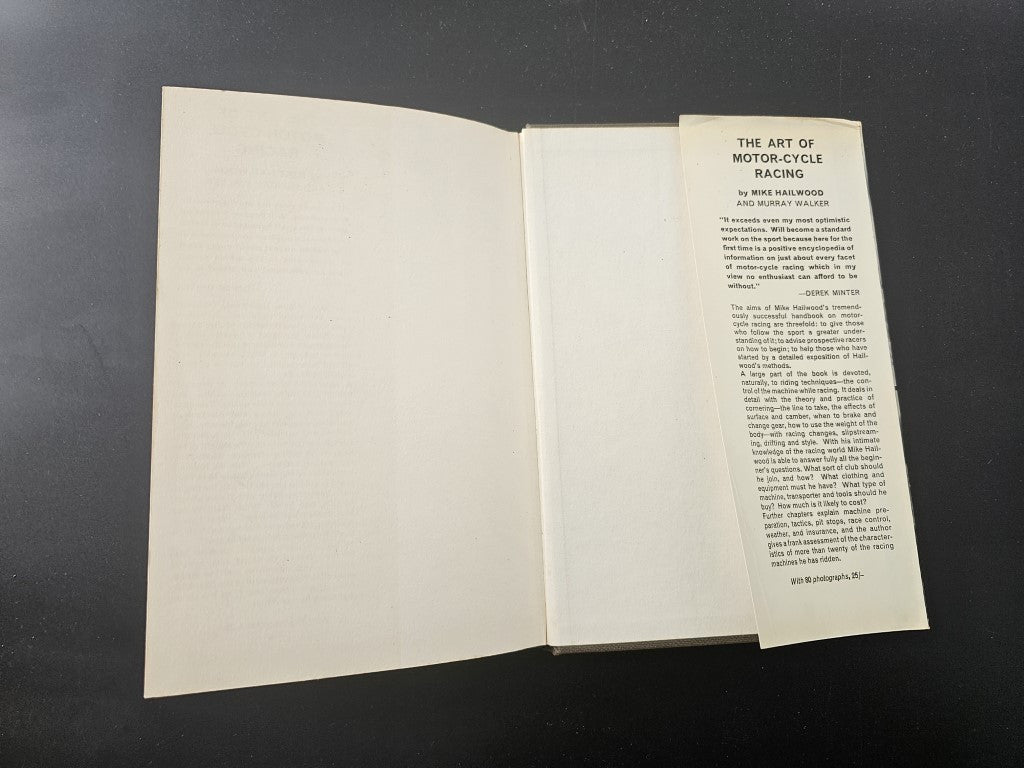 THE ART OF
MOTOR-CYCLE
RACING
by MIKE HAILWOOD
AND MURRAY WALKER
"It exceeds even my most optimistic
expectations. Will become a standard
work on the sport because here for the
first time is a positive encyclopedia of
information on just about every facet
of motor-cycle racing which in my
view no enthusiast can afford to be
without."
—DEREK MINTER
The aims of Mike Hailwood's tremend-
ously successful handbook on motor-
cycle racing are threefold: to give those
who follow the sport a greater under-
standing of it; to advise prospective racers
on how to begin; to help those who have
started by a detailed exposition of Hail-
wood's methods.
A large part of the book is devoted,
naturally, to riding techniques—the con-
trol of the machine while racing. It deals in
detail with the theory and practice of
cornering—the line to take, the effects of
surface and camber, when to brake and
change gear, how to use the weight of the
body—with racing changes, slipstream-
ing, drifting and style. With his intimate
knowledge of the racing world Mike Hail-
wood is able to answer fully all the begin-
ner's questions. What sort of club should
he join, and how? What clothing and
equipment must he have? What type of
machine, transporter and tools should he
buy? How much is it likely to cost?
Further chapters explain machine pre-
paration, tactics, pit stops, race control,
weather, and insurance, and the author
gives a frank assessment of the character-
istics of more than twenty of the racing
machines he has ridden.
With 80 photographs, 25/–